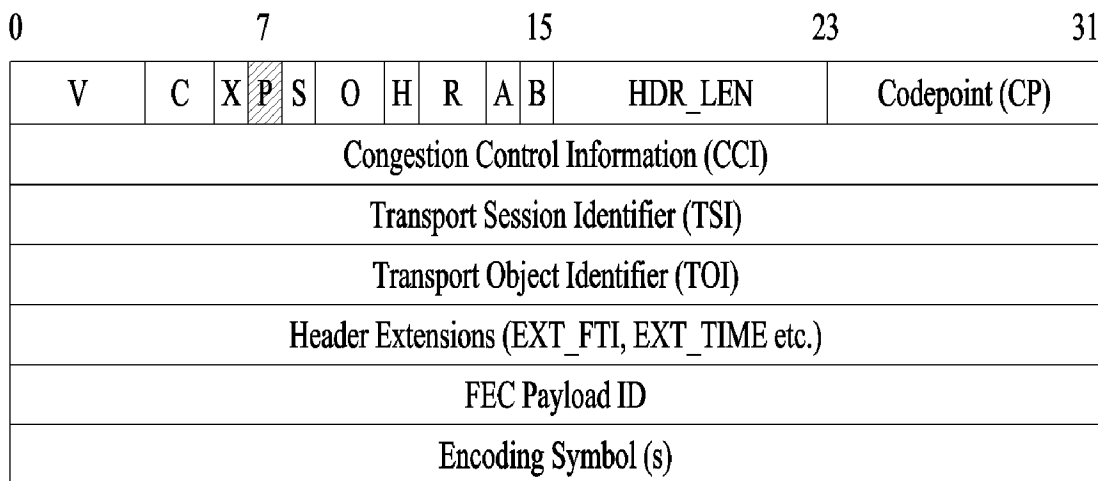 0 7 15 23 31
V C X P S O H R A B HDR_LEN Codepoint (CP)
Congestion Control Information (CCI)
Transport Session Identifier (TSI)
Transport Object Identifier (TOI)
Header Extensions (EXT_FTI, EXT_TIME etc.)
FEC Payload ID
Encoding Symbol (s)